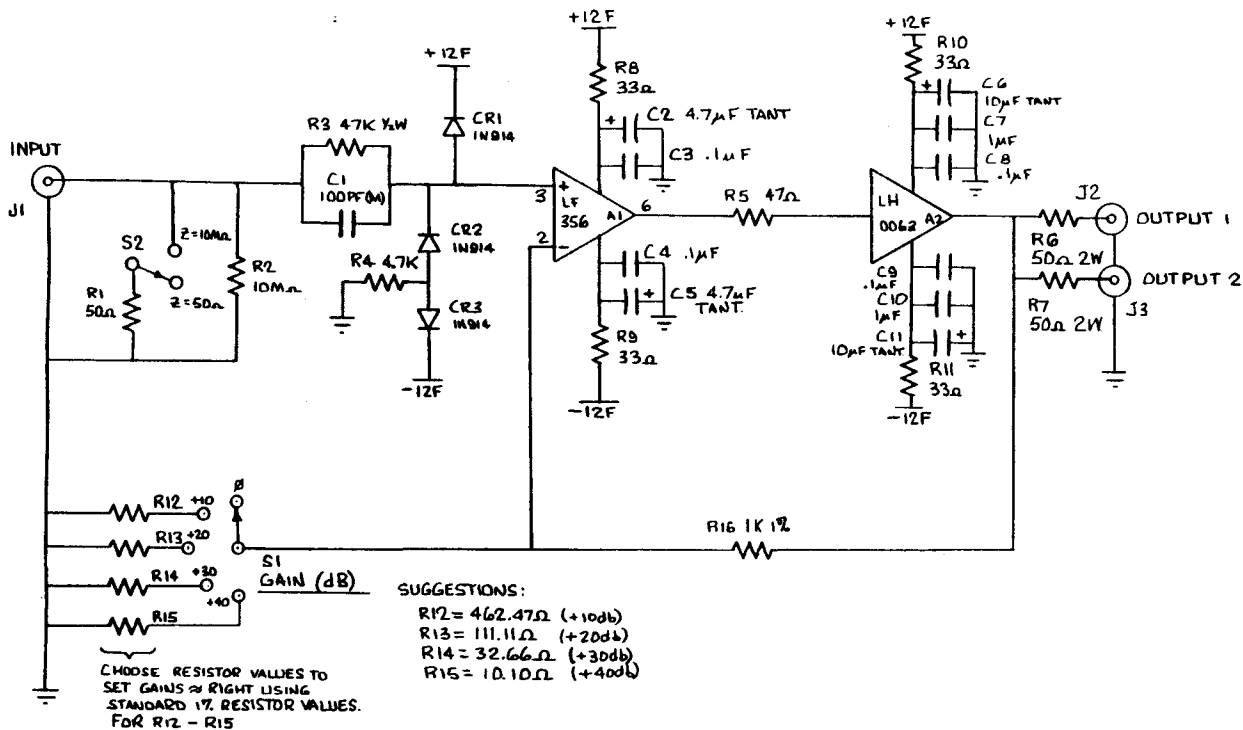 +12F
R8
33Ω
C2 4.7µF TANT
C3 .1µF
+12F
R10
33Ω
C6
10µF TANT
C7
1µF
C8
.1µF
+12F
CR1
1N914
R3 47K ½W
C1
100PF(M)
INPUT
J1
S2
Z=10MΩ
Z=50Ω
R1
50Ω
R2
10MΩ
CR2
1N914
R4 4.7K
CR3
1N914
-12F
3
+
LF
356
A1
6
2
-
C4 .1µF
C5 4.7µF
TANT.
R9
33Ω
-12F
R5 47Ω
LH
0062
A2
C9
.1µF
C10
1µF
C11
10µF TANT
R11
33Ω
-12F
J2
OUTPUT 1
R6
50Ω 2W
OUTPUT 2
R7
50Ω 2W
J3
R12 +10
Ø
R13 +20
R14 +30
R15
+40
S1
GAIN (dB)
R16 1K 1%
SUGGESTIONS:
R12= 462.47Ω (+10db)
R13= 111.11Ω (+20db)
R14= 32.66Ω (+30db)
R15= 10.10Ω (+40db)
CHOOSE RESISTOR VALUES TO
SET GAINS ≈ RIGHT USING
STANDARD 1% RESISTOR VALUES.
FOR R12 - R15